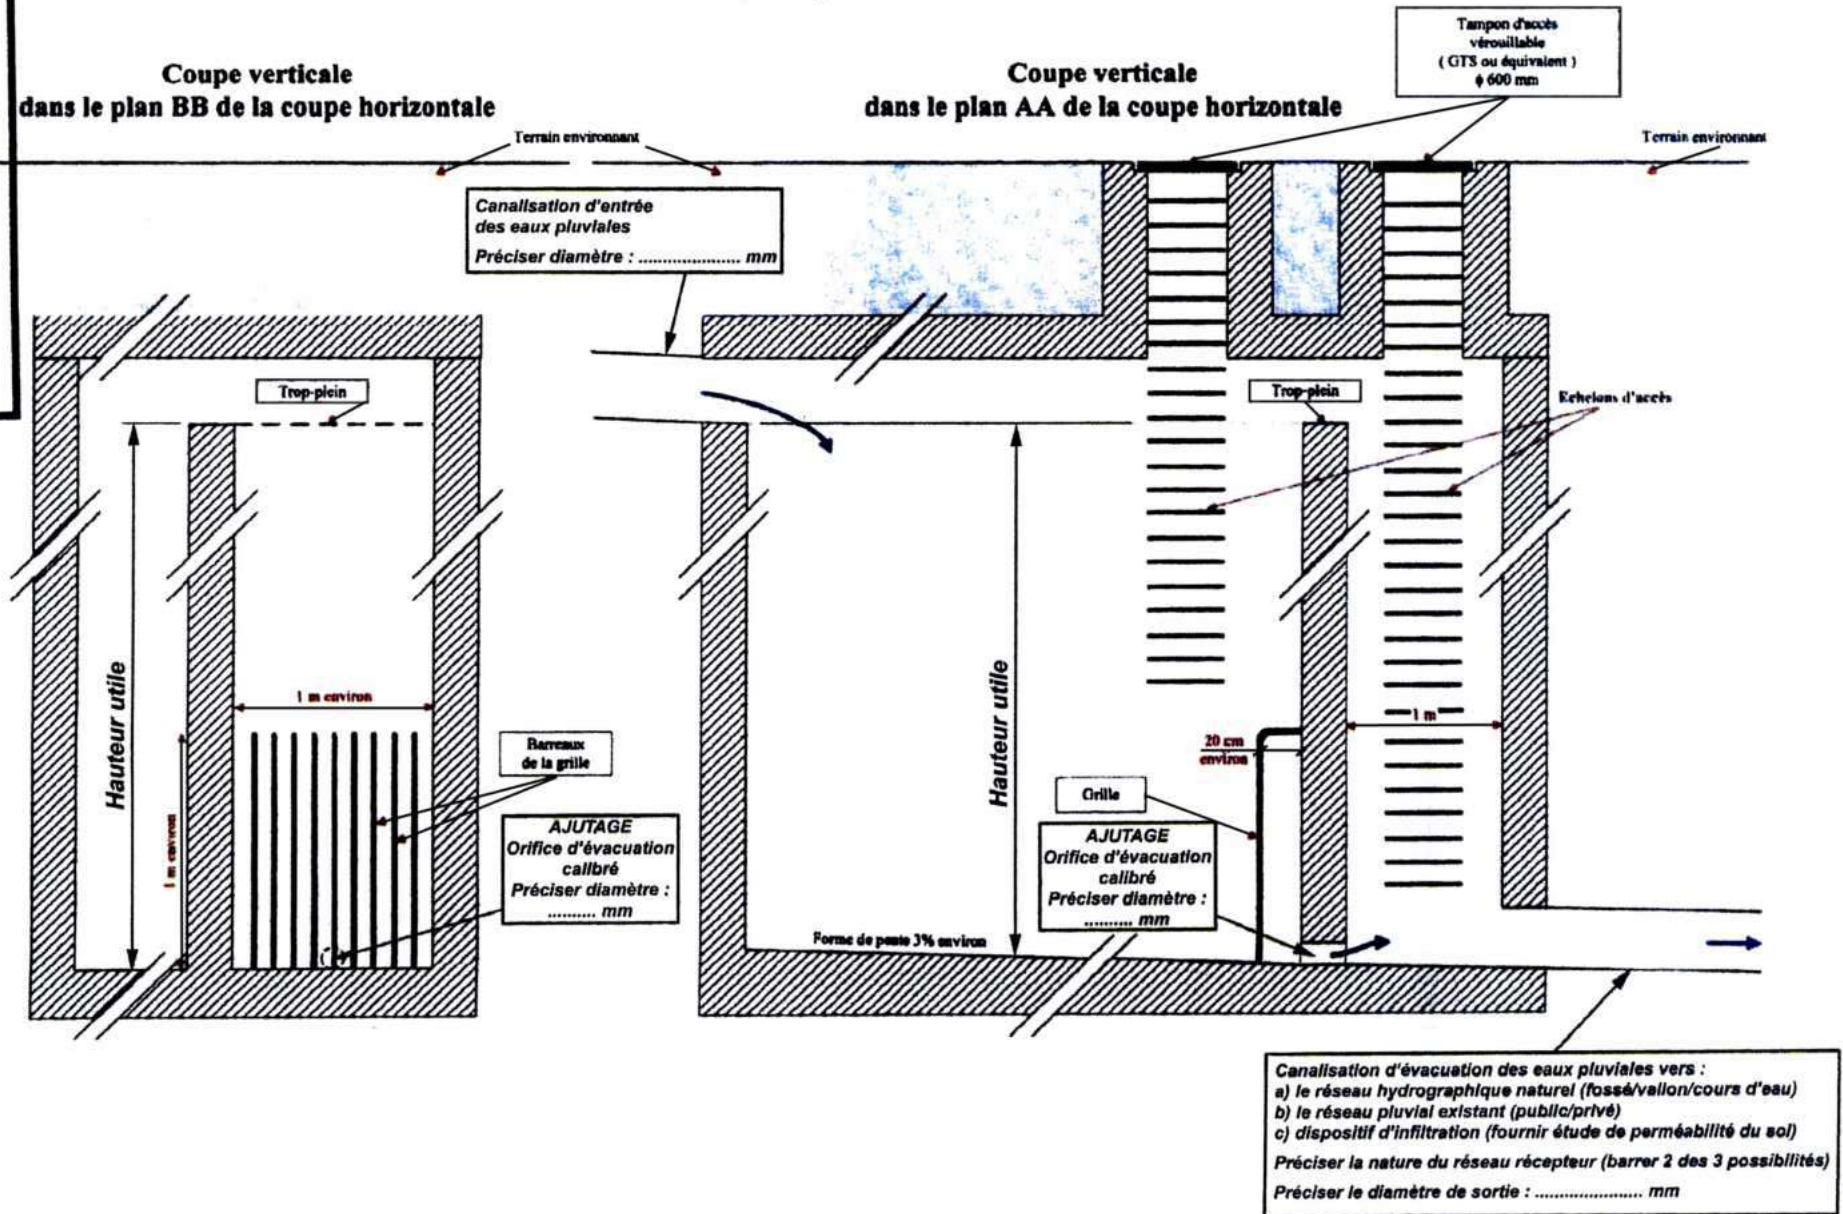 Coupe verticale
dans le plan BB de la coupe horizontale
Coupe verticale
dans le plan AA de la coupe horizontale
Tampon d'accès
vérouillable
( GTS ou équivalent )
ϕ 600 mm
Terrain environnant
Terrain environnant
Canalisation d'entrée
des eaux pluviales
Préciser diamètre : ..................... mm
Trop-plein
Trop-plein
Echelons d'accès
Hauteur utile
1 m environ
1 m environ
Barreaux
de la grille
AJUTAGE
Orifice d'évacuation
calibré
Préciser diamètre :
.......... mm
Hauteur utile
20 cm
environ
1 m
Grille
AJUTAGE
Orifice d'évacuation
calibré
Préciser diamètre :
.......... mm
Forme de pente 3% environ
Canalisation d'évacuation des eaux pluviales vers :
a) le réseau hydrographique naturel (fossé/vallon/cours d'eau)
b) le réseau pluvial existant (public/privé)
c) dispositif d'infiltration (fournir étude de perméabilité du sol)
Préciser la nature du réseau récepteur (barrer 2 des 3 possibilités)
Préciser le diamètre de sortie : ...................... mm